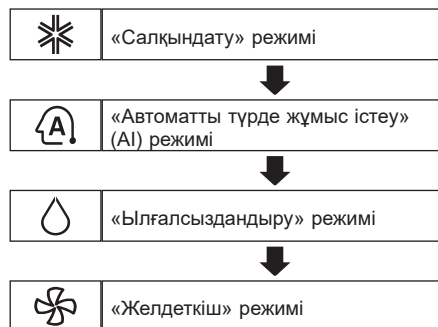 «Салқындату» режимі
A
«Автоматты түрде жұмыс істеу»
(AI) режимі
«Ылғалсыздандыру» режимі
«Желдеткіш» режимі